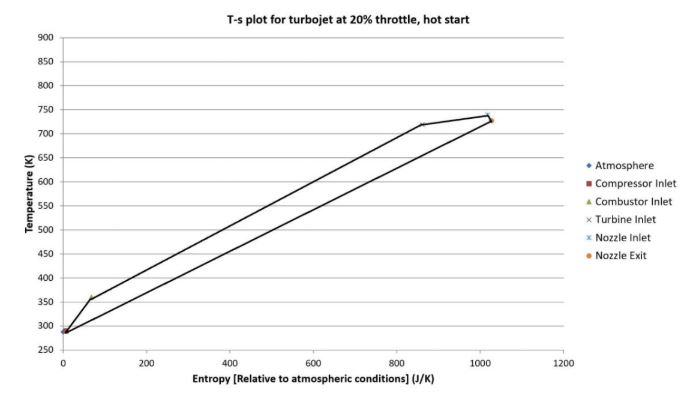 T-s plot for turbojet at 20% throttle, hot start
900
850
800
750
700
650
600
550
500
450
400
350
300
250
Temperature (K)
0 200 400 600 800 1000 1200
Entropy [Relative to atmospheric conditions] (J/K)
Atmosphere
Compressor Inlet
Combustor Inlet
Turbine Inlet
Nozzle Inlet
Nozzle Exit